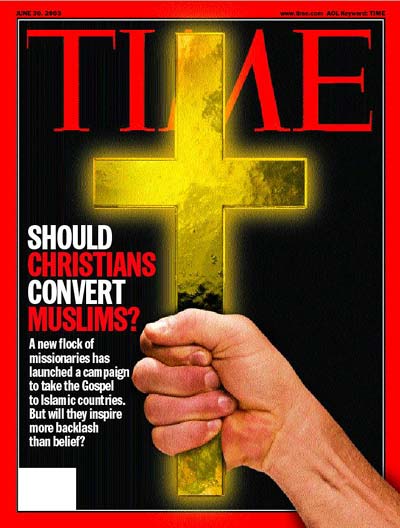 JUNE 30, 2003
www.time.com AOL Keyword: TIME
TIME
SHOULD
CHRISTIANS
CONVERT
MUSLIMS?
A new flock of
missionaries has
launched a campaign
to take the Gospel
to Islamic countries.
But will they inspire
more backlash
than belief?